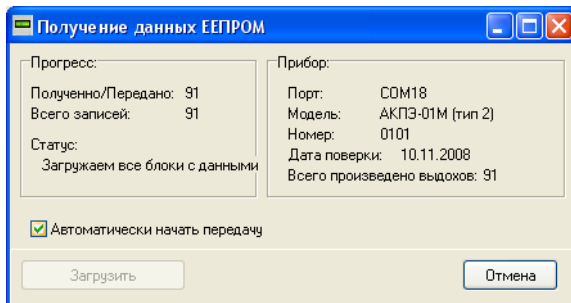 Получение данных ЕЕПРОМ
Прогресс:
Полученно/Передано: 91
Всего записей: 91
Статус:
Загружаем все блоки с данными
Прибор:
Порт: COM18
Модель: АКПЭ-01М (тип 2)
Номер: 0101
Дата поверки: 10.11.2008
Всего произведено выдохов: 91
Автоматически начать передачу
Загрузить
Отмена